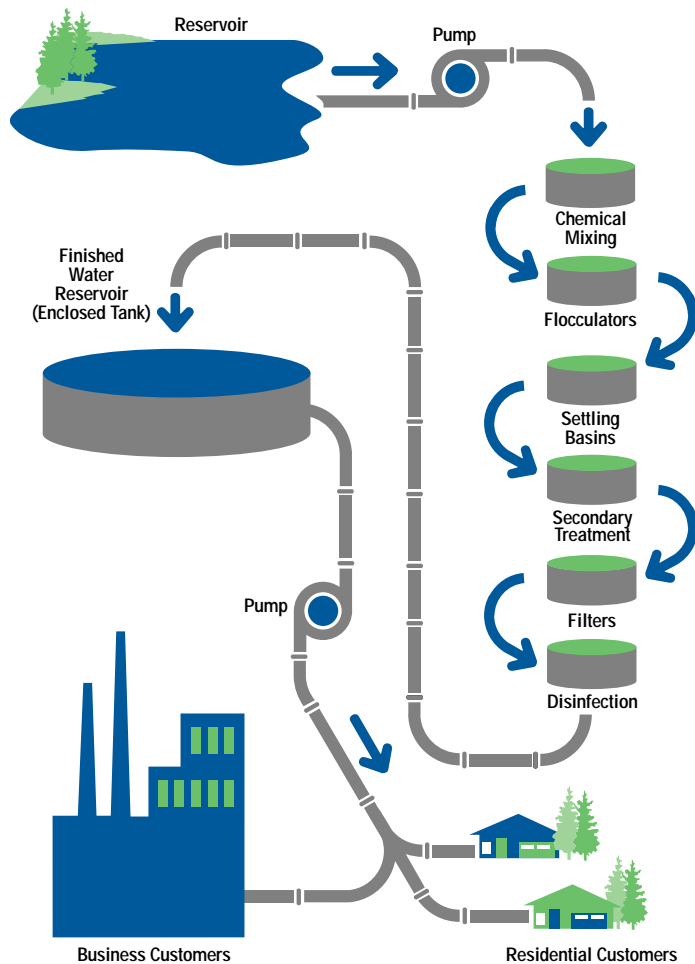 Reservoir
Pump
Chemical
Mixing
Finished
Water
Reservoir
(Enclosed Tank)
Flocculators
Settling
Basins
Secondary
Treatment
Pump
Filters
Disinfection
Business Customers
Residential Customers